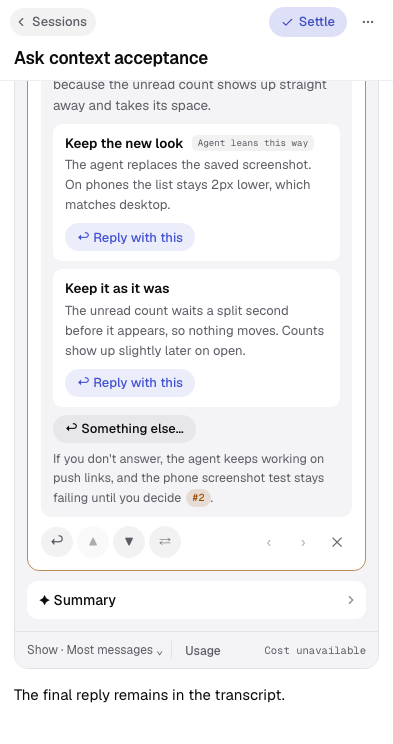 Sessions
Settle
Ask context acceptance
because the unread count shows up straight
away and takes its space.
Keep the new look Agent leans this way
The agent replaces the saved screenshot.
On phones the list stays 2px lower, which
matches desktop.
Reply with this
Keep it as it was
The unread count waits a split second
before it appears, so nothing moves. Counts
show up slightly later on open.
Reply with this
Something else…
If you don't answer, the agent keeps working on
push links, and the phone screenshot test stays
failing until you decide #2.
Summary
Show · Most messages
Usage
Cost unavailable
The final reply remains in the transcript.